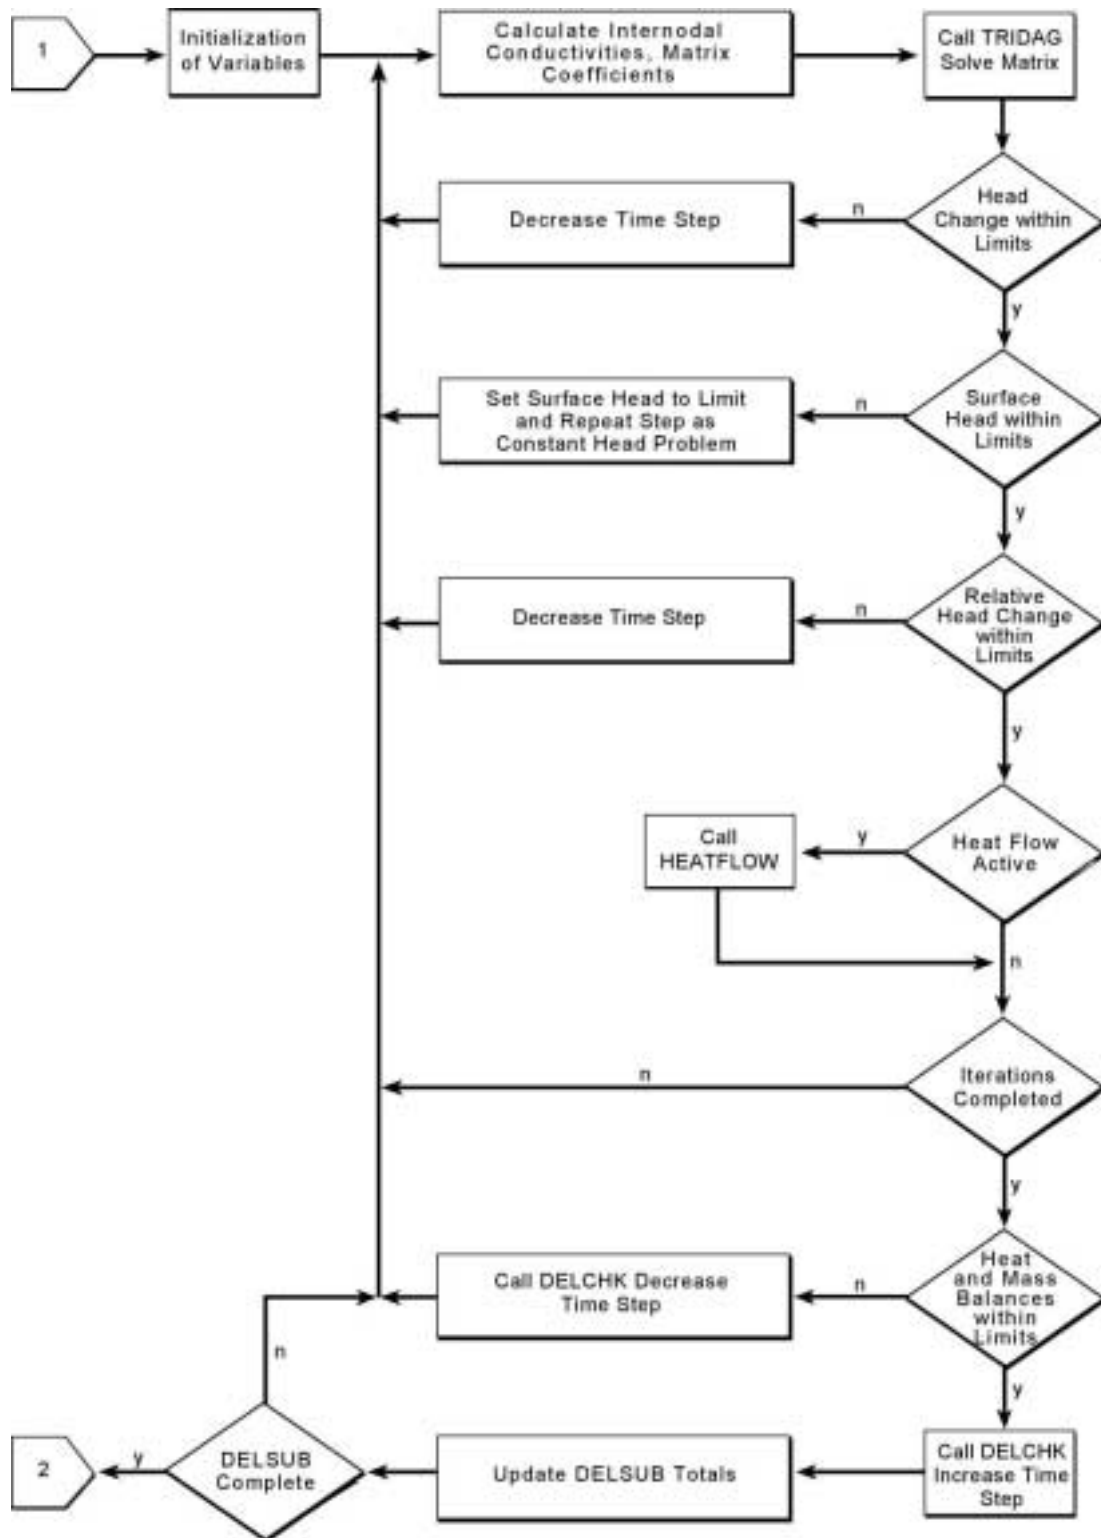 1
Initialization
of Variables
Calculate Internodal
Conductivities, Matrix
Coefficients
Call TRIDAG
Solve Matrix
Head
Change within
Limits
n
Decrease Time Step
y
Surface
Head within
Limits
n
Set Surface Head to Limit
and Repeat Step as
Constant Head Problem
y
Relative
Head Change
within
Limits
n
Decrease Time Step
y
Heat Flow
Active
y
Call
HEATFLOW
n
Iterations
Completed
n
y
Heat
and Mass
Balances
within
Limits
n
Call DELCHK Decrease
Time Step
y
Call DELCHK
Increase Time
Step
Update DELSUB Totals
DELSUB
Complete
n
y
2